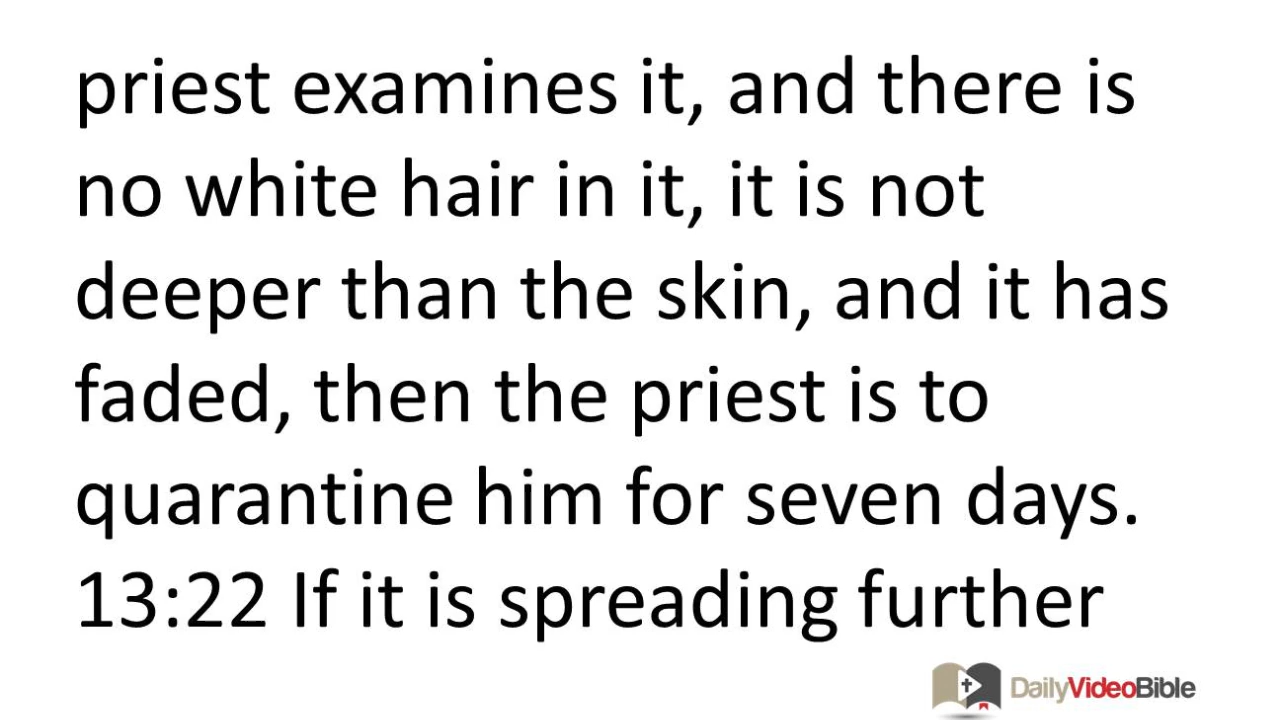 priest examines it, and there is
no white hair in it, it is not
deeper than the skin, and it has
faded, then the priest is to
quarantine him for seven days.
13:22 If it is spreading further
DailyVideoBible